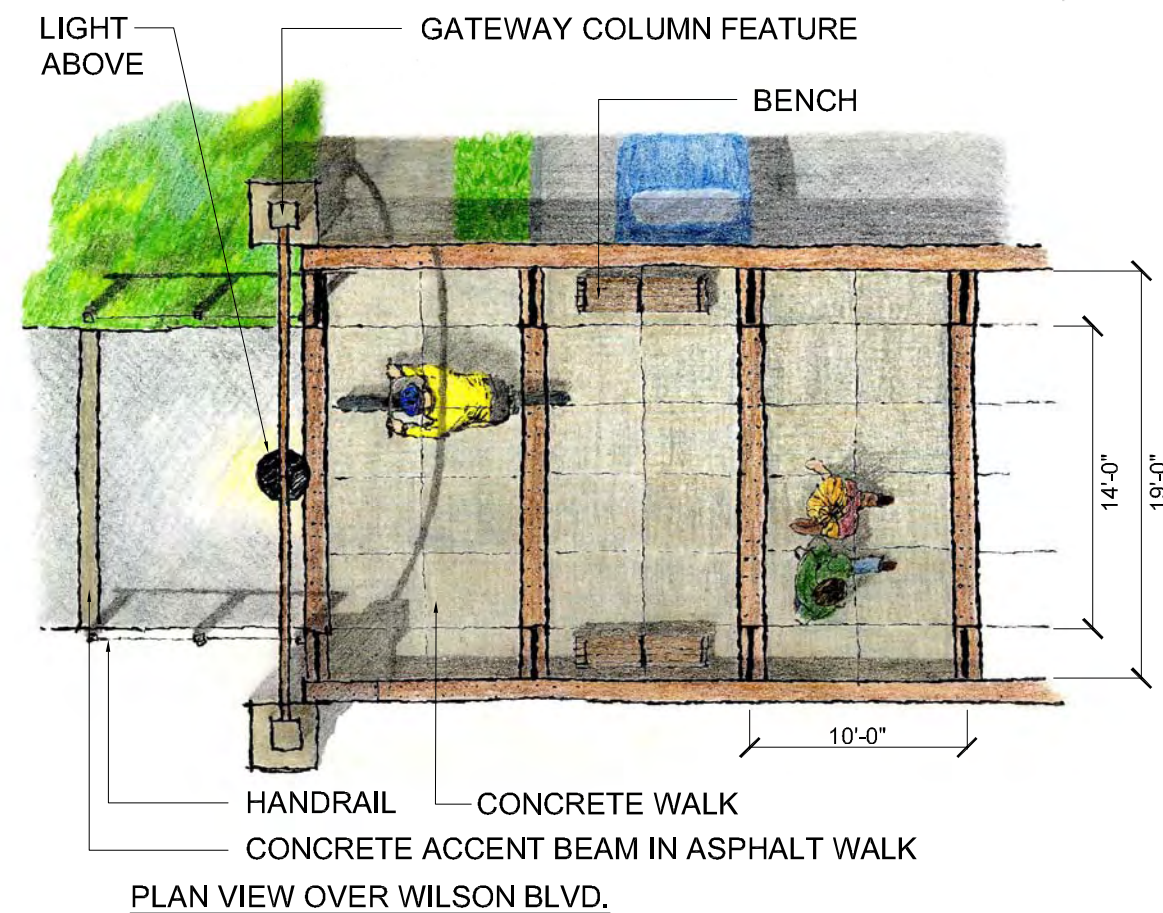 LIGHT
ABOVE
GATEWAY COLUMN FEATURE
BENCH
14'-0"
19'-0"
10'-0"
HANDRAIL
CONCRETE WALK
CONCRETE ACCENT BEAM IN ASPHALT WALK
PLAN VIEW OVER WILSON BLVD.